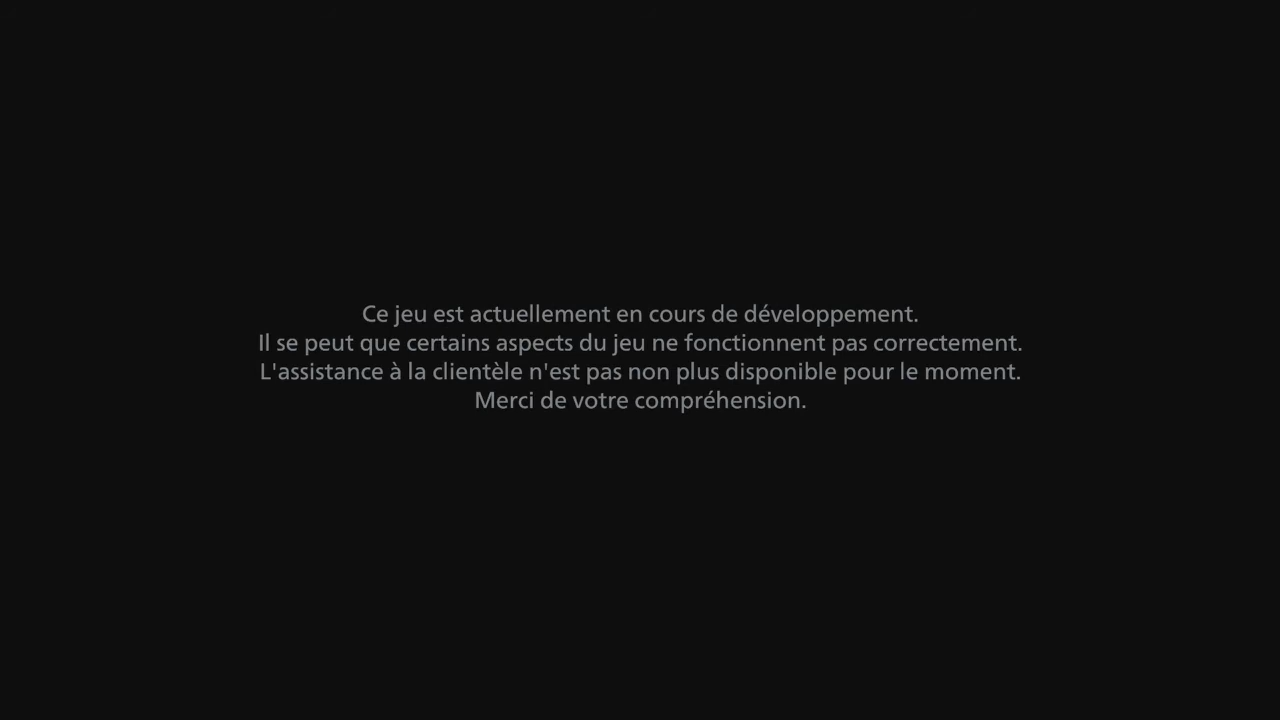 Ce jeu est actuellement en cours de développement.
Il se peut que certains aspects du jeu ne fonctionnent pas correctement.
L'assistance à la clientèle n'est pas non plus disponible pour le moment.
Merci de votre compréhension.